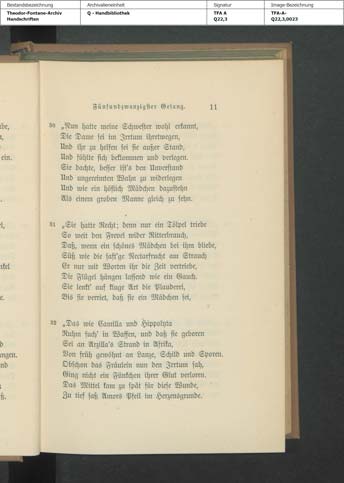 Bestandsbezeichnung
Archivalieneinheit
Signatur
Image-Bezeichnung
Theodor-Fontane-Archiv
Handschriften
Q - Handbibliothek
TFA A
Q22,3
TFA-A-
Q22,3,0023
Fünfundzwanzigster Gesang. 11
30 „Nun hatte meine Schwester wohl erkannt,
Die Dame sei im Irrtum ihretwegen,
Und ihr zu helfen sei sie außer Stand,
Und fühlte sich beklommen und verlegen.
Sie dachte, besser ist's den Unverstand
Und ungereimten Wahn zu widerlegen
Und wie ein höflich Mädchen dazustehn
Als einem groben Manne gleich zu sehn.
31 „Sie hatte Recht; denn nur ein Tölpel triebe
So weit den Frevel wider Ritterbrauch,
Daß, wenn ein schönes Mädchen bei ihm bliebe,
Süß wie die saft'ge Nectarfrucht am Strauch
Er nur mit Worten ihr die Zeit vertriebe,
Die Flügel hängen lassend wie ein Gauch.
Sie lenkt' auf kluge Art die Plauderei,
Bis sie verriet, daß sie ein Mädchen sei,
32 „Das wie Camilla und Hippolyta
Ruhm such' in Waffen, und daß sie geboren
Sei an Arzilla's Strand in Afrika,
Von früh gewöhnt an Lanze, Schild und Sporen.
Obschon das Fräulein nun den Irrtum sah,
Ging nicht ein Fünkchen ihrer Glut verloren.
Das Mittel kam zu spät für diese Wunde,
Zu tief saß Amors Pfeil im Herzensgrunde.